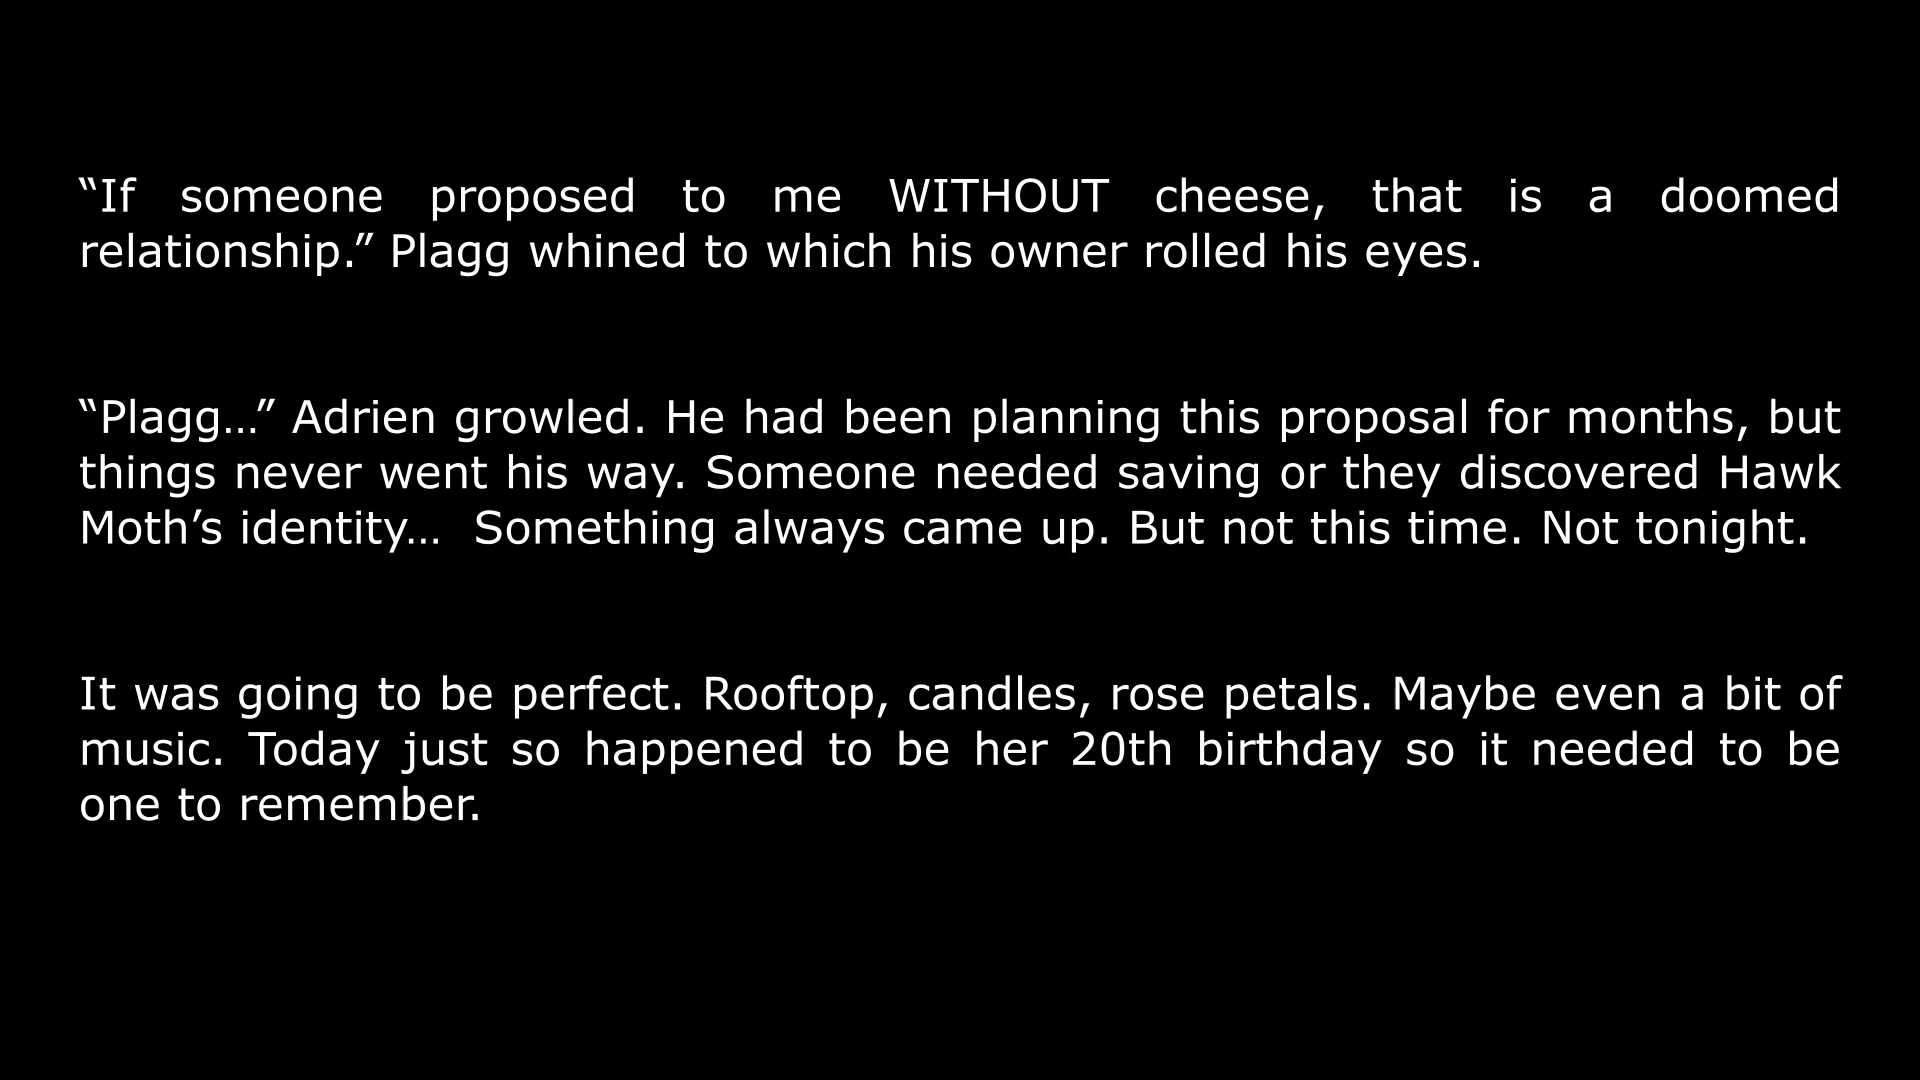 “If someone proposed to me WITHOUT cheese, that is a doomed
relationship.” Plagg whined to which his owner rolled his eyes.
“Plagg…” Adrien growled. He had been planning this proposal for months, but
things never went his way. Someone needed saving or they discovered Hawk
Moth’s identity…  Something always came up. But not this time. Not tonight.
It was going to be perfect. Rooftop, candles, rose petals. Maybe even a bit of
music. Today just so happened to be her 20th birthday so it needed to be
one to remember.